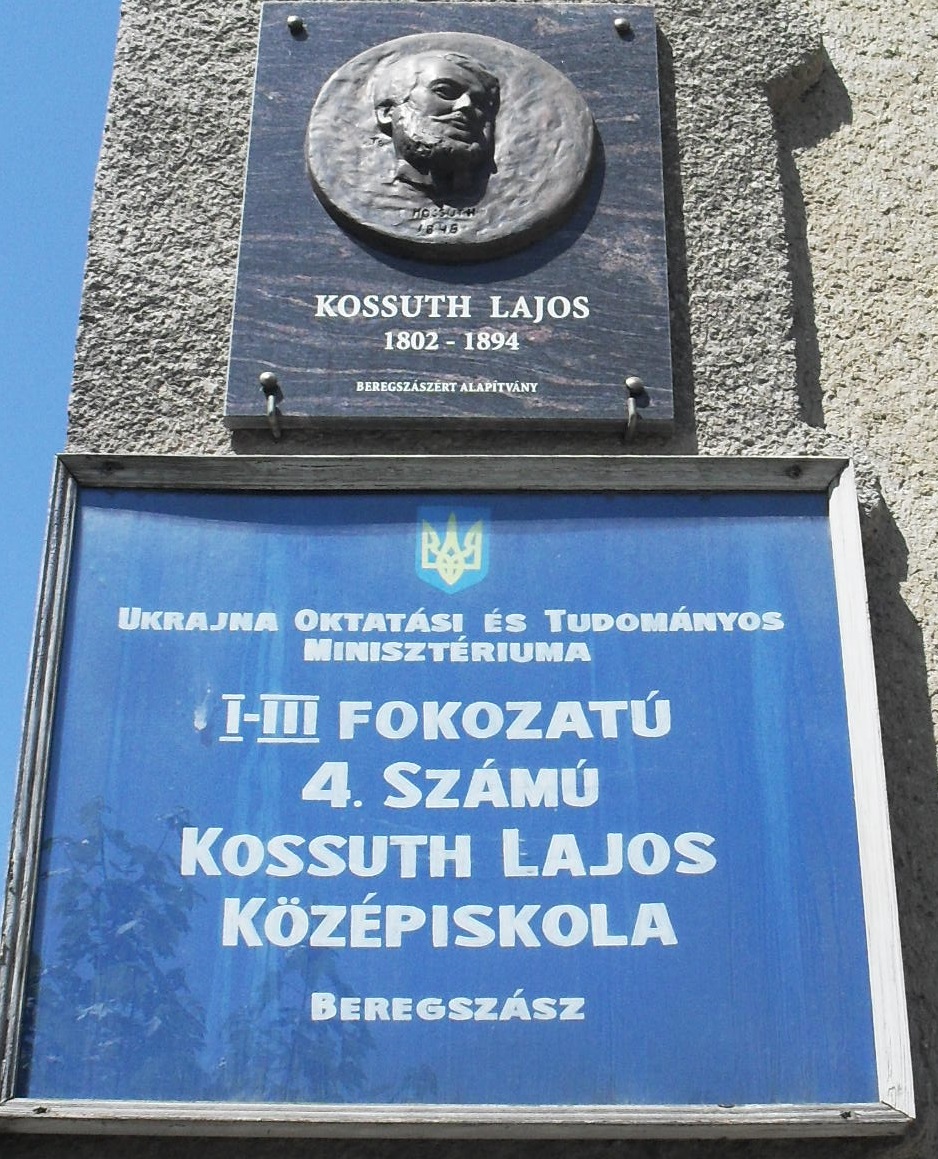 KOSSUTH
1848
KOSSUTH LAJOS
1802 - 1894
BEREGSZÁSZÉRT ALAPÍTVÁNY
UKRAJNA OKTATÁSI ÉS TUDOMÁNYOS
MINISZTÉRIUMA
I-III FOKOZATÚ
4. SZÁMÚ
KOSSUTH LAJOS
KÖZÉPISKOLA
BEREGSZÁSZ